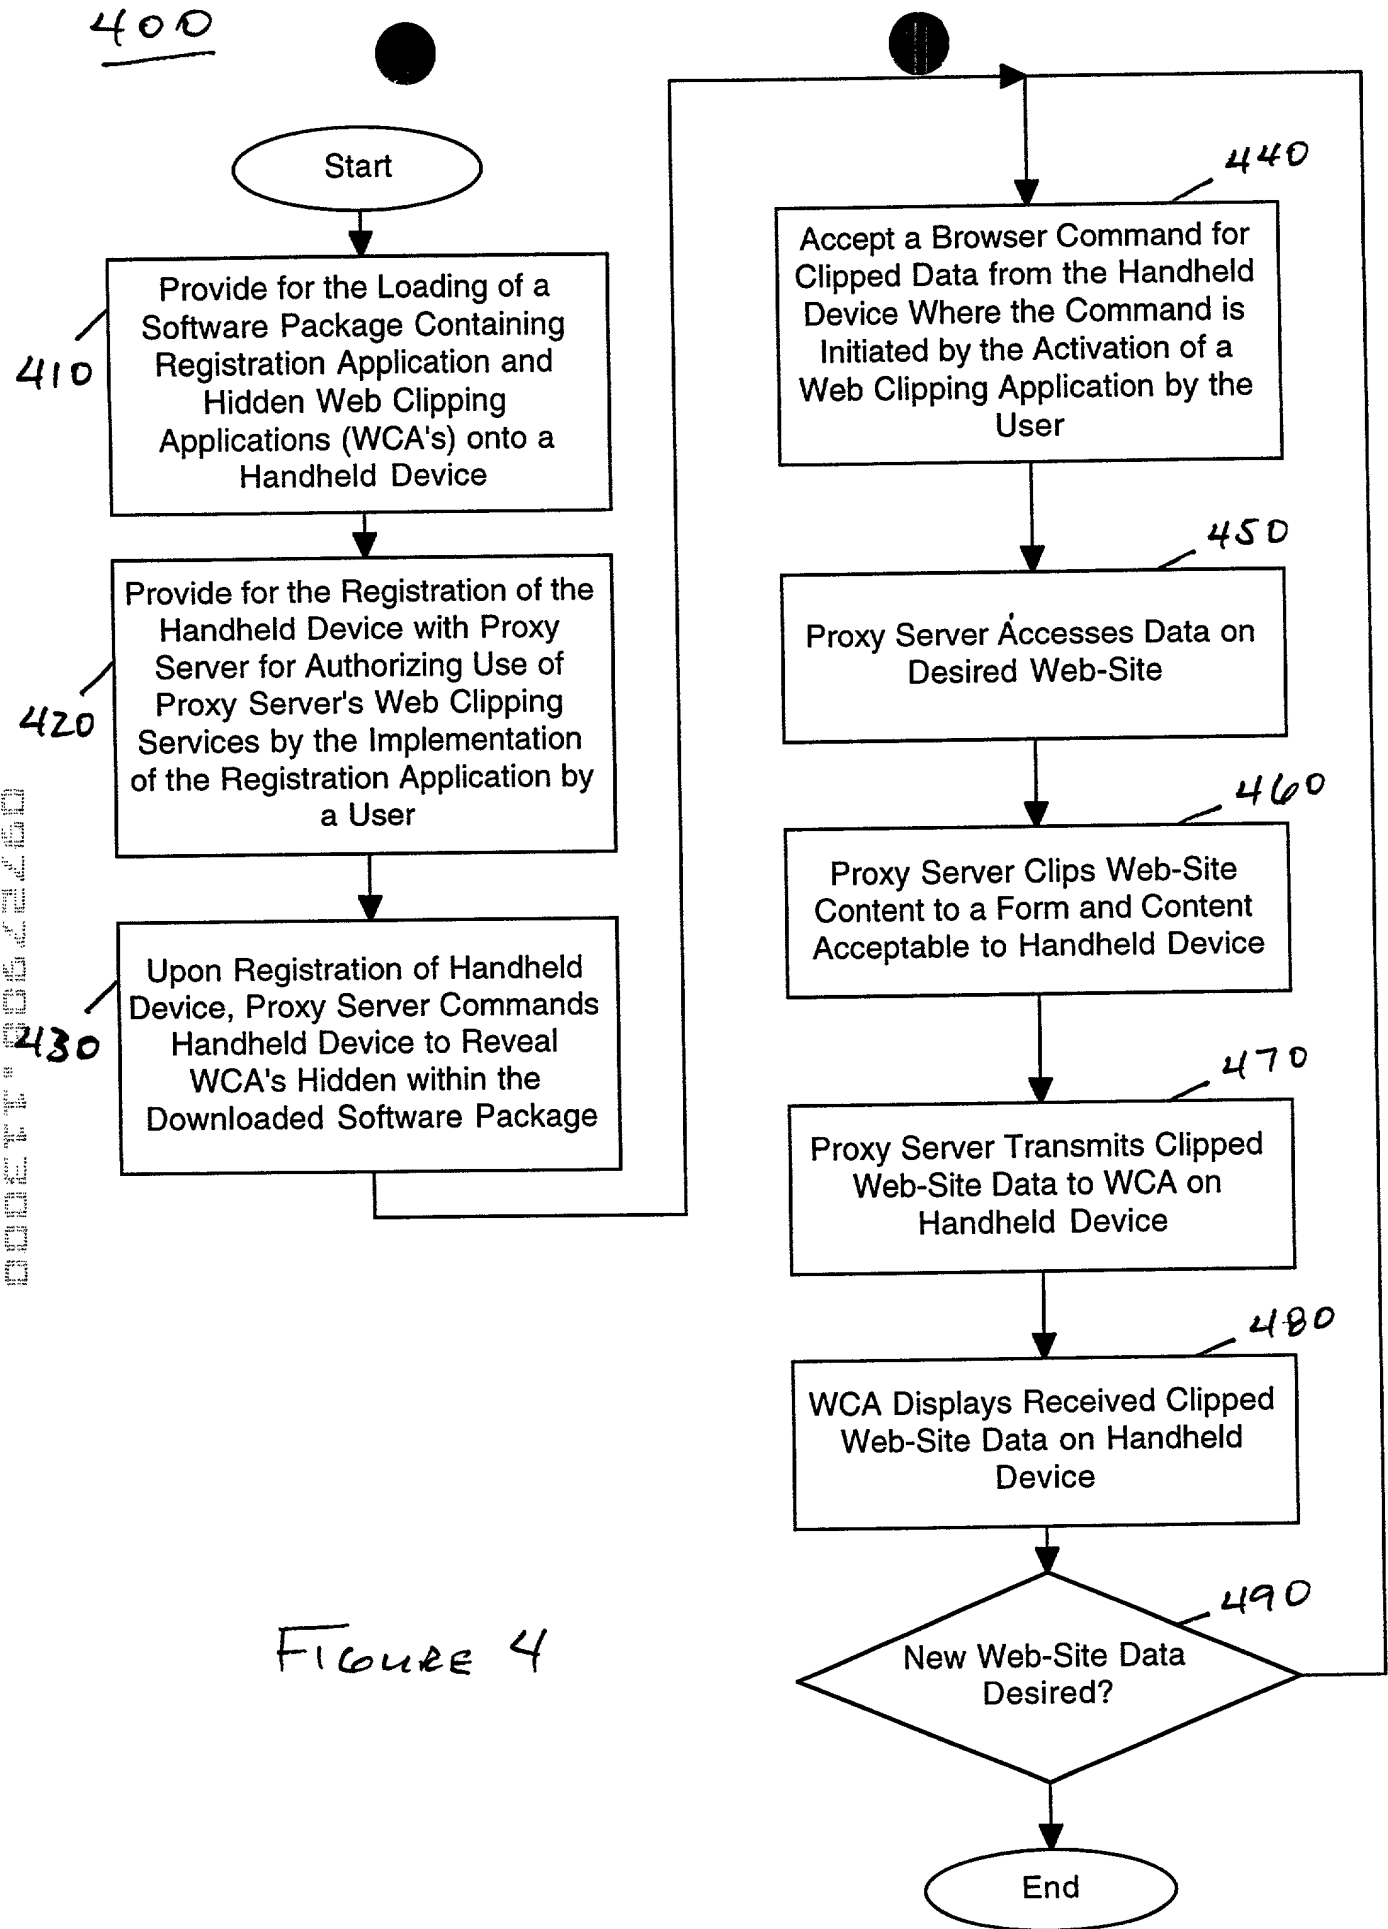 400
Start
410
Provide for the Loading of a
Software Package Containing
Registration Application and
Hidden Web Clipping
Applications (WCA's) onto a
Handheld Device
420
Provide for the Registration of the
Handheld Device with Proxy
Server for Authorizing Use of
Proxy Server's Web Clipping
Services by the Implementation
of the Registration Application by
a User
430
Upon Registration of Handheld
Device, Proxy Server Commands
Handheld Device to Reveal
WCA's Hidden within the
Downloaded Software Package
440
Accept a Browser Command for
Clipped Data from the Handheld
Device Where the Command is
Initiated by the Activation of a
Web Clipping Application by the
User
450
Proxy Server Accesses Data on
Desired Web-Site
460
Proxy Server Clips Web-Site
Content to a Form and Content
Acceptable to Handheld Device
470
Proxy Server Transmits Clipped
Web-Site Data to WCA on
Handheld Device
480
WCA Displays Received Clipped
Web-Site Data on Handheld
Device
490
New Web-Site Data
Desired?
End
FIGURE 4